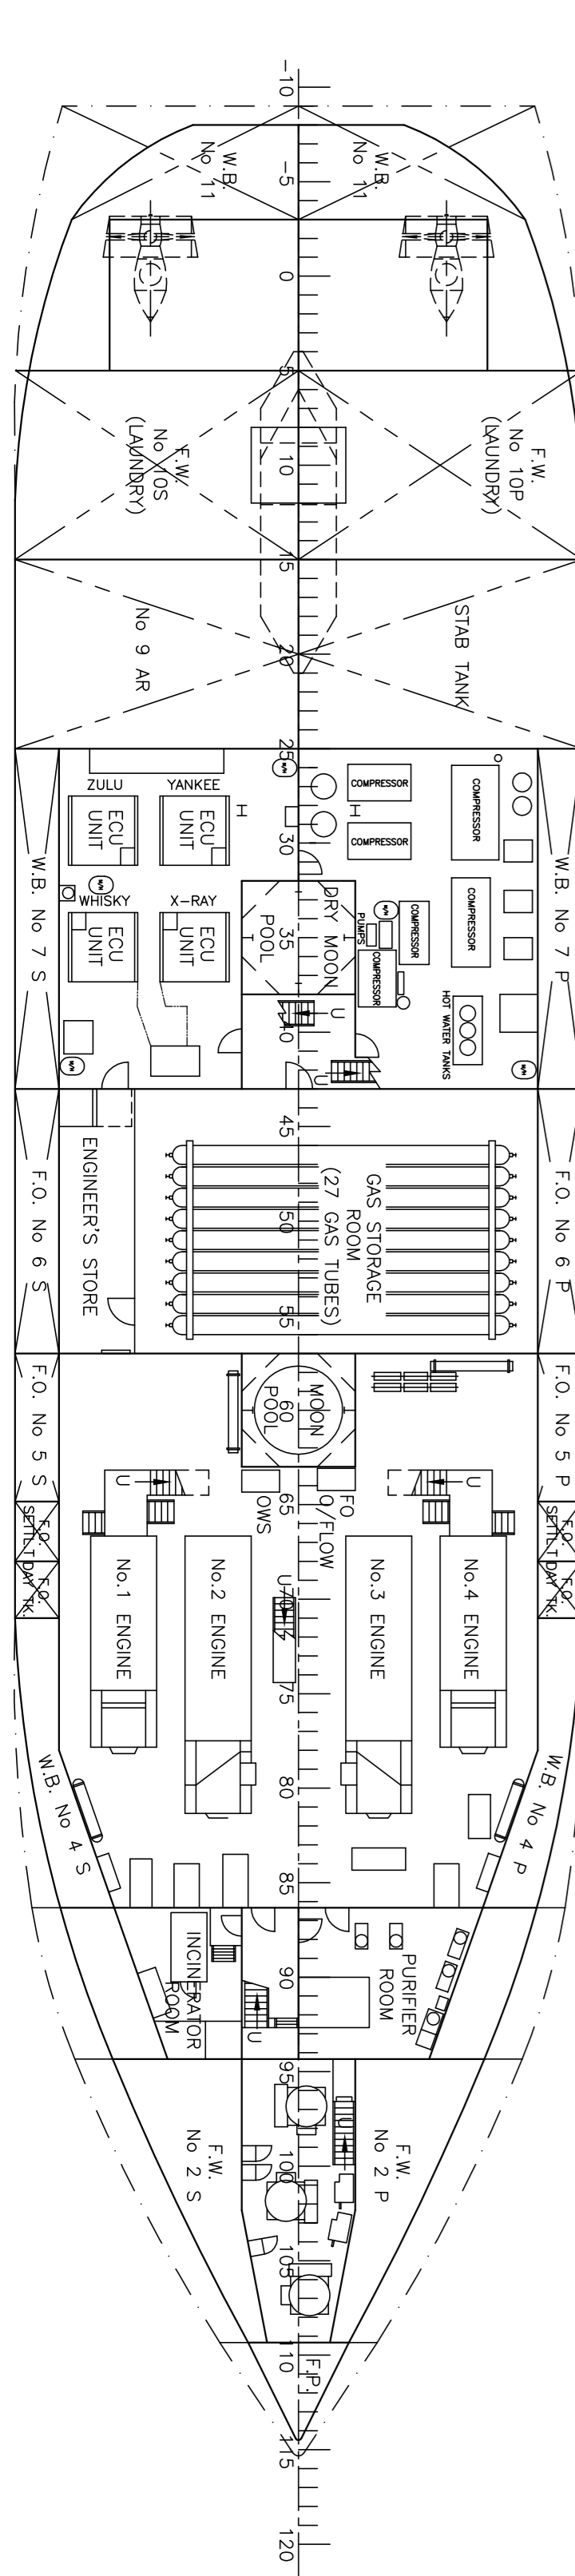 -10
-5
0
5
10
15
20
25
30
35
40
45
50
55
60
65
70
75
80
85
90
95
100
105
110
115
120
W.B.
No 11
W.B.
No 11
F.W.
No 10S
(LAUNDRY)
F.W.
No 10P
(LAUNDRY)
No 9 AR
STAB TANK
W.B. No 7 S
W.B. No 7 P
ZULU
ECU
UNIT
YANKEE
ECU
UNIT
WHISKY
ECU
UNIT
X-RAY
ECU
UNIT
H
H
M/H
M/H
M/H
M/H
M/H
COMPRESSOR
COMPRESSOR
COMPRESSOR
COMPRESSOR
COMPRESSOR
COMPRESSOR
PUMPS
HOT WATER TANKS
DRY MOON
POOL
U
U
F.O. No 6 S
F.O. No 6 P
ENGINEER'S STORE
GAS STORAGE
ROOM
(27 GAS TUBES)
F.O. No 5 S
F.O. No 5 P
MOON
POOL
OWS
FO
O/FLOW
U
U
U
F.O.
SETTLT
F.O.
DAY TK.
F.O.
SETTLT
F.O.
DAY TK.
No.1 ENGINE
No.2 ENGINE
No.3 ENGINE
No.4 ENGINE
W.B. No 4 S
W.B. No 4 P
INCINERATOR
ROOM
PURIFIER
ROOM
U
U
F.W.
No 2 S
F.W.
No 2 P
F.P.